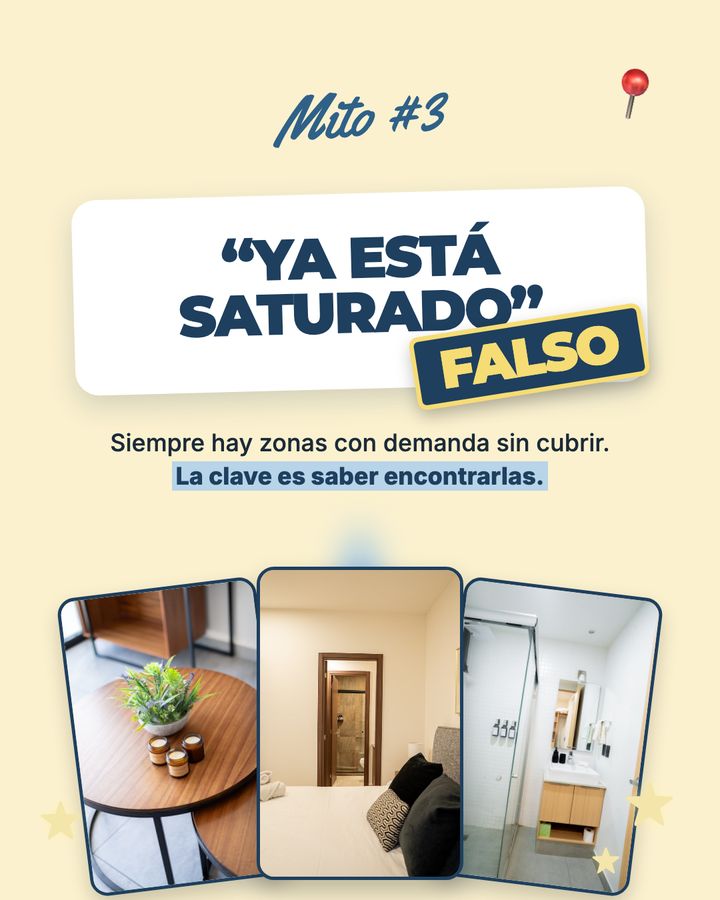 Mito #3
“YA ESTÁ
SATURADO”
FALSO
Siempre hay zonas con demanda sin cubrir.
La clave es saber encontrarlas.